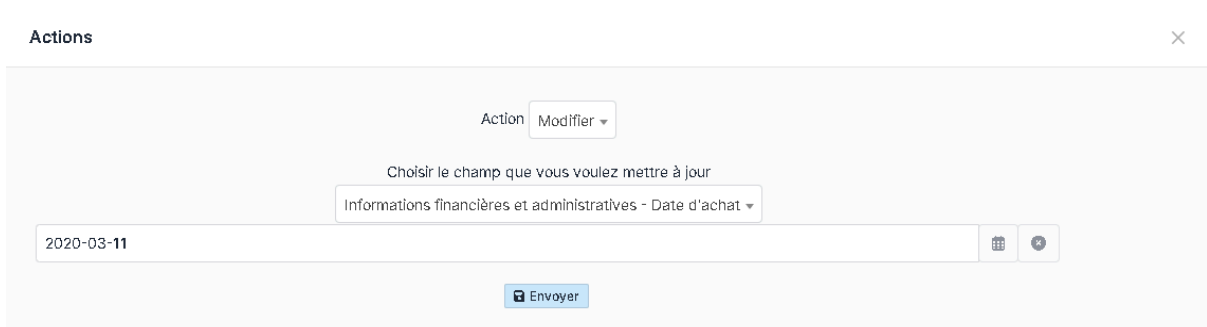 Actions
Action Modifier
Choisir le champ que vous voulez mettre à jour
Informations financières et administratives - Date d'achat
2020-03-11
Envoyer